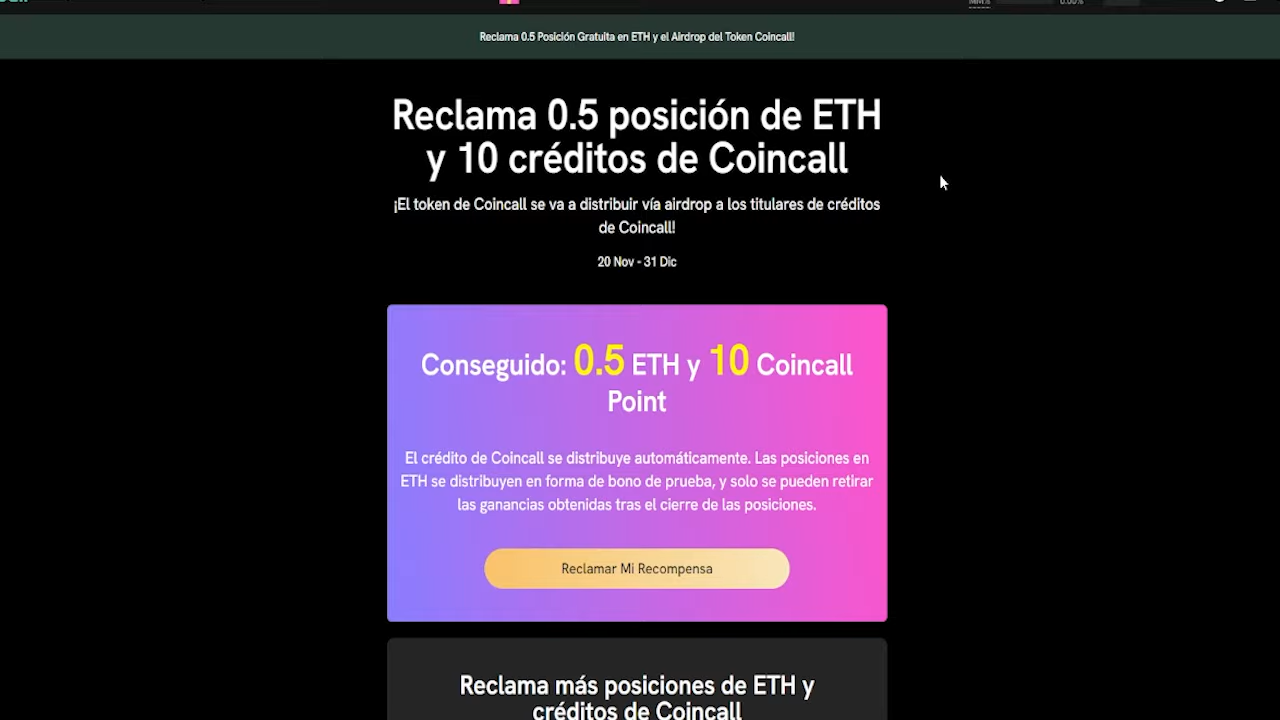 0.00%
Reclama 0.5 Posición Gratuita en ETH y el Airdrop del Token Coincall!
Reclama 0.5 posición de ETH
y 10 créditos de Coincall
¡El token de Coincall se va a distribuir vía airdrop a los titulares de créditos
de Coincall!
20 Nov - 31 Dic
Conseguido: 0.5 ETH y 10 Coincall
Point
El crédito de Coincall se distribuye automáticamente. Las posiciones en
ETH se distribuyen en forma de bono de prueba, y solo se pueden retirar
las ganancias obtenidas tras el cierre de las posiciones.
Reclamar Mi Recompensa
Reclama más posiciones de ETH y
créditos de Coincall